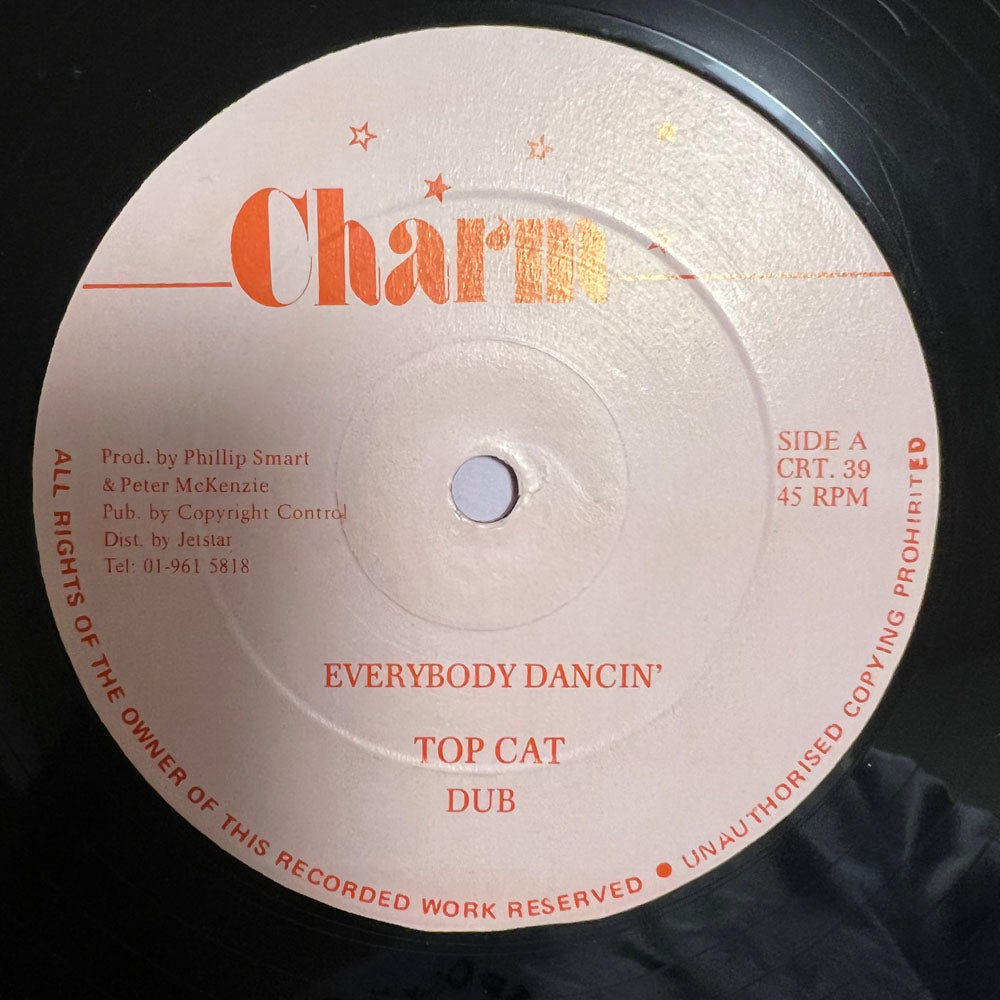 Charm
Prod. by Phillip Smart
& Peter McKenzie
Pub. by Copyright Control
Dist. by Jetstar
Tel: 01-961 5818
SIDE A
CRT. 39
45 RPM
EVERYBODY DANCIN’
TOP CAT
DUB
ALL RIGHTS OF THE OWNER OF THIS RECORDED WORK RESERVED • UNAUTHORISED COPYING PROHIRITED